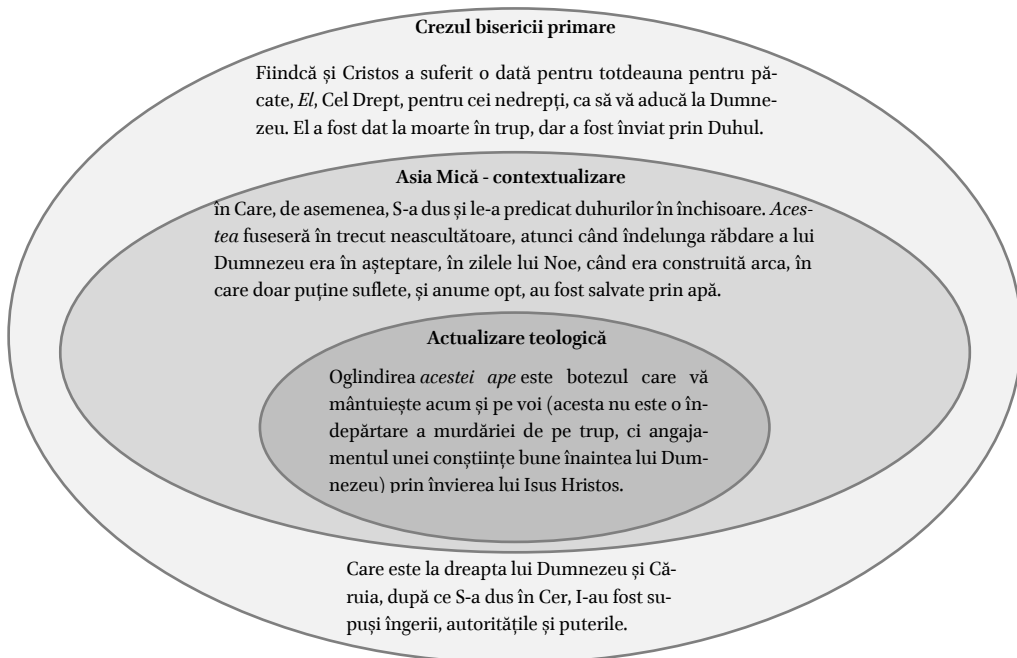 Crezul bisericii primare
Fiindcă și Cristos a suferit o dată pentru totdeauna pentru pă-
cate, El, Cel Drept, pentru cei nedrepți, ca să vă aducă la Dumne-
zeu. El a fost dat la moarte în trup, dar a fost înviat prin Duhul.
Asia Mică - contextualizare
în Care, de asemenea, S-a dus și le-a predicat duhurilor în închisoare. Aces-
tea fuseseră în trecut neascultătoare, atunci când îndelunga răbdare a lui
Dumnezeu era în așteptare, în zilele lui Noe, când era construită arca, în
care doar puține suflete, și anume opt, au fost salvate prin apă.
Actualizare teologică
Oglindirea acestei ape este botezul care vă
mântuiește acum și pe voi (acesta nu este o în-
depărtare a murdăriei de pe trup, ci angaja-
mentul unei conștiințe bune înaintea lui Dum-
nezeu) prin învierea lui Isus Hristos.
Care este la dreapta lui Dumnezeu și Că-
ruia, după ce S-a dus în Cer, I-au fost su-
puși îngerii, autoritățile și puterile.